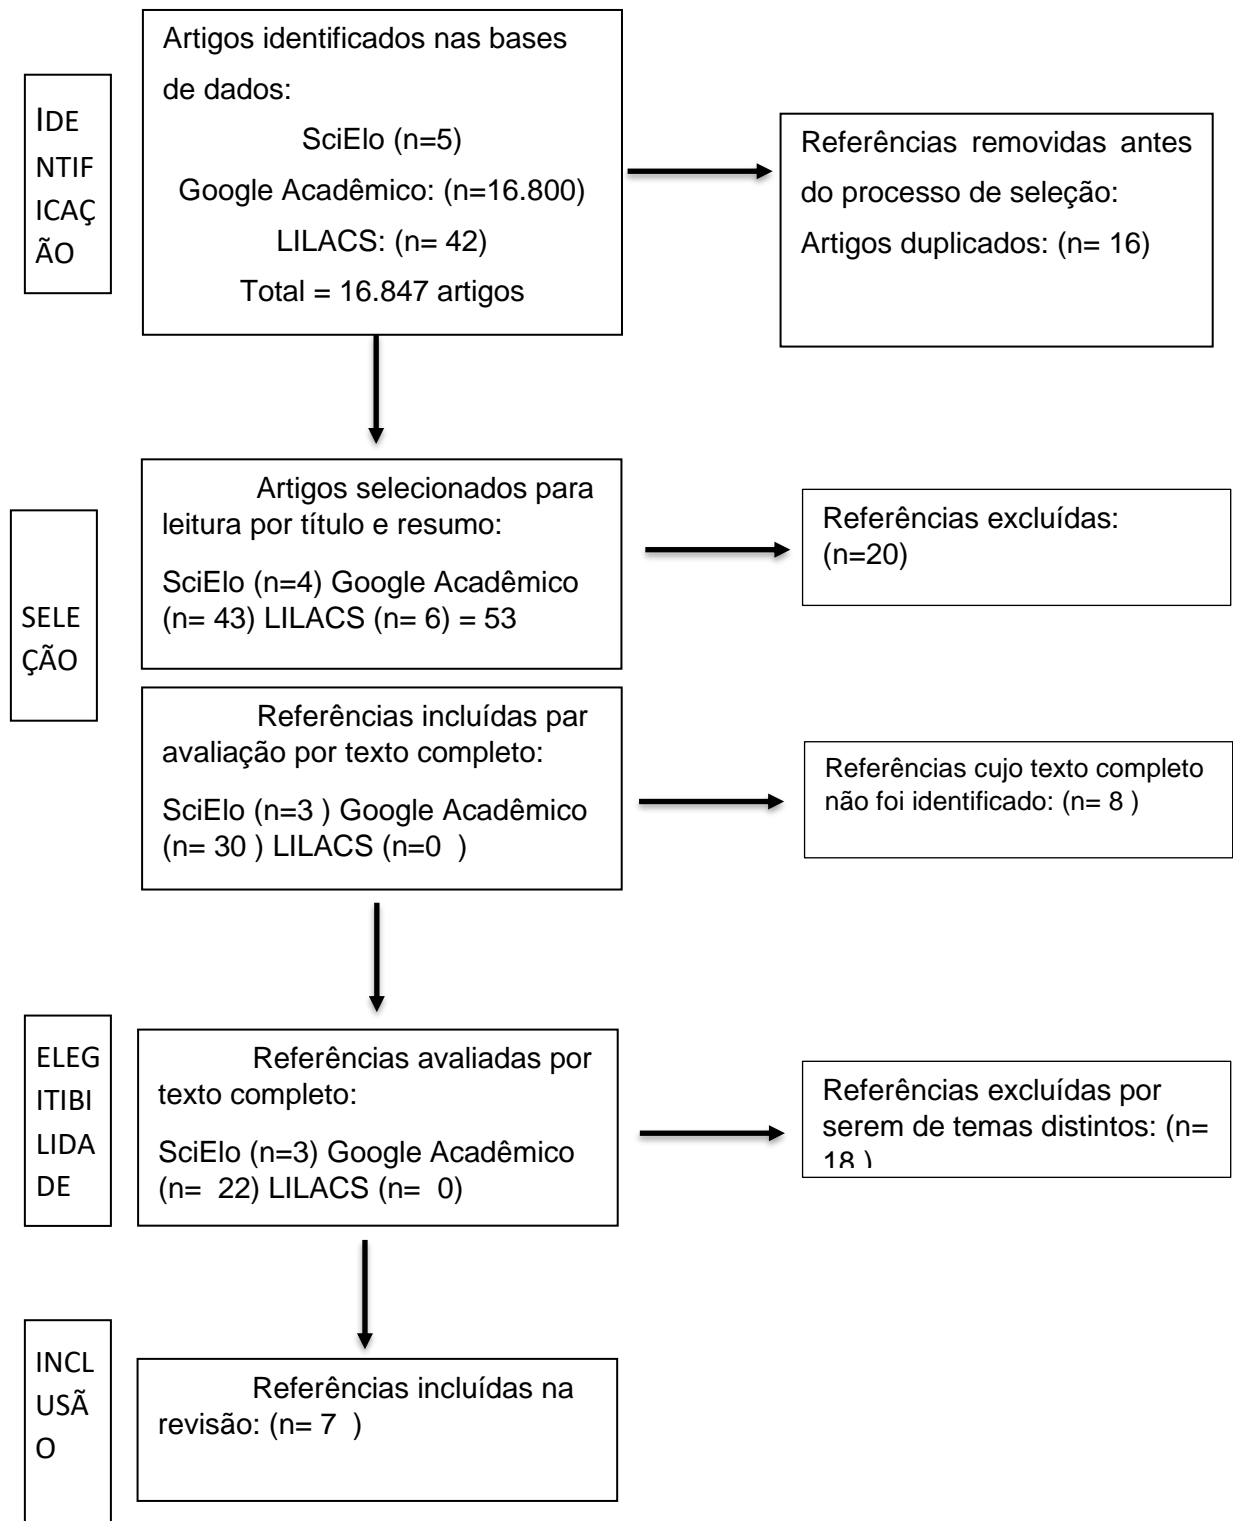 IDE
NTIF
ICAÇ
ÃO
Artigos identificados nas bases
de dados:
SciElo (n=5)
Google Acadêmico: (n=16.800)
LILACS: (n= 42)
Total = 16.847 artigos
Referências removidas antes
do processo de seleção:
Artigos duplicados: (n= 16)
SELE
ÇÃO
Artigos selecionados para
leitura por título e resumo:
SciElo (n=4) Google Acadêmico
(n= 43) LILACS (n= 6) = 53
Referências excluídas:
(n=20)
Referências incluídas par
avaliação por texto completo:
SciElo (n=3 ) Google Acadêmico
(n= 30 ) LILACS (n=0 )
Referências cujo texto completo
não foi identificado: (n= 8 )
ELEG
ITIBI
LIDA
DE
Referências avaliadas por
texto completo:
SciElo (n=3) Google Acadêmico
(n= 22) LILACS (n= 0)
Referências excluídas por
serem de temas distintos: (n=
18 )
INCL
USÃ
O
Referências incluídas na
revisão: (n= 7 )